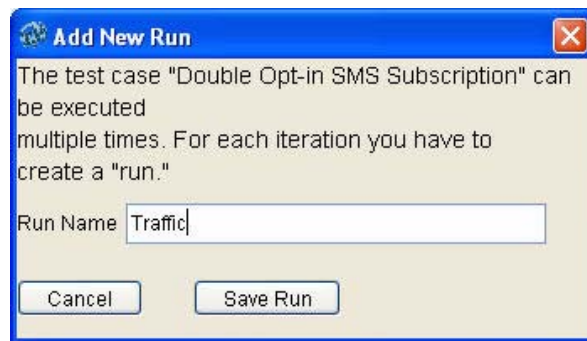 Add New Run
The test case "Double Opt-in SMS Subscription" can
be executed
multiple times. For each iteration you have to
create a "run."
Run Name Traffic
Cancel Save Run